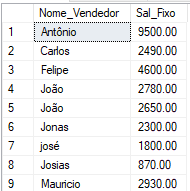 Nome_Vendedor Sal_Fixo
1 Antônio 9500.00
2 Carlos 2490.00
3 Felipe 4600.00
4 João 2780.00
5 João 2650.00
6 Jonas 2300.00
7 josé 1800.00
8 Josias 870.00
9 Mauricio 2930.00